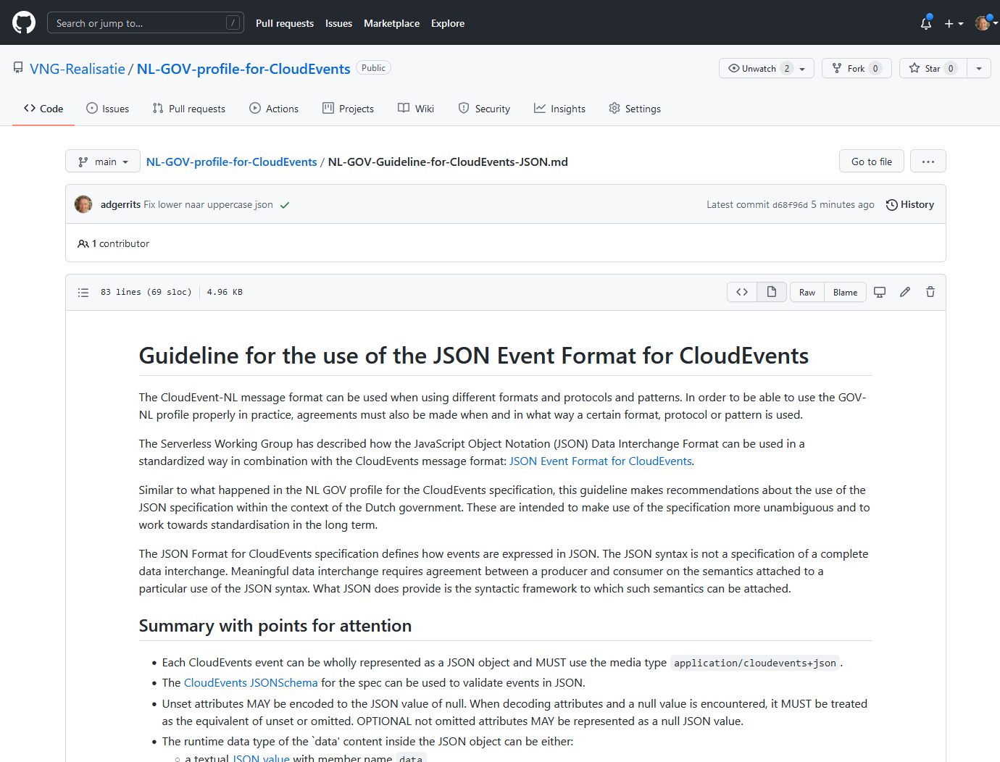 Search or jump to... /
Pull requests Issues Marketplace Explore
VNG-Realisatie / NL-GOV-profile-for-CloudEvents Public
Unwatch 2 Fork 0 Star 0
Code Issues Pull requests Actions Projects Wiki Security Insights Settings
main NL-GOV-profile-for-CloudEvents / NL-GOV-Guideline-for-CloudEvents-JSON.md Go to file ...
adgerrits Fix lower naar uppercase json Latest commit d68f96d 5 minutes ago History
1 contributor
83 lines (69 sloc) 4.96 KB Raw Blame
Guideline for the use of the JSON Event Format for CloudEvents
The CloudEvent-NL message format can be used when using different formats and protocols and patterns. In order to be able to use the GOV-
NL profile properly in practice, agreements must also be made when and in what way a certain format, protocol or pattern is used.
The Serverless Working Group has described how the JavaScript Object Notation (JSON) Data Interchange Format can be used in a
standardized way in combination with the CloudEvents message format: JSON Event Format for CloudEvents.
Similar to what happened in the NL GOV profile for the CloudEvents specification, this guideline makes recommendations about the use of the
JSON specification within the context of the Dutch government. These are intended to make use of the specification more unambiguous and to
work towards standardisation in the long term.
The JSON Format for CloudEvents specification defines how events are expressed in JSON. The JSON syntax is not a specification of a complete
data interchange. Meaningful data interchange requires agreement between a producer and consumer on the semantics attached to a
particular use of the JSON syntax. What JSON does provide is the syntactic framework to which such semantics can be attached.
Summary with points for attention
• Each CloudEvents event can be wholly represented as a JSON object and MUST use the media type application/cloudevents+json.
• The CloudEvents JSONSchema for the spec can be used to validate events in JSON.
• Unset attributes MAY be encoded to the JSON value of null. When decoding attributes and a null value is encountered, it MUST be treated
as the equivalent of unset or omitted. OPTIONAL not omitted attributes MAY be represented as a null JSON value.
• The runtime data type of the `data' content inside the JSON object can be either:
○ a textual JSON value with member name data